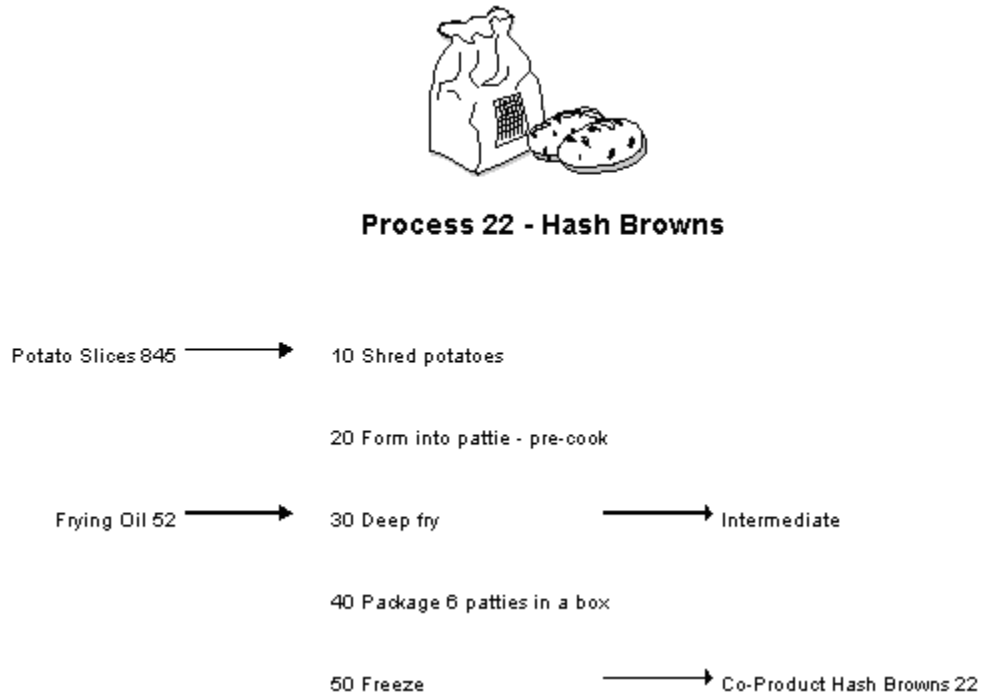 Process 22 - Hash Browns
Potato Slices 845 10 Shred potatoes
20 Form into pattie - pre-cook
Frying Oil 52 30 Deep fry Intermediate
40 Package 6 patties in a box
50 Freeze Co-Product Hash Browns 22